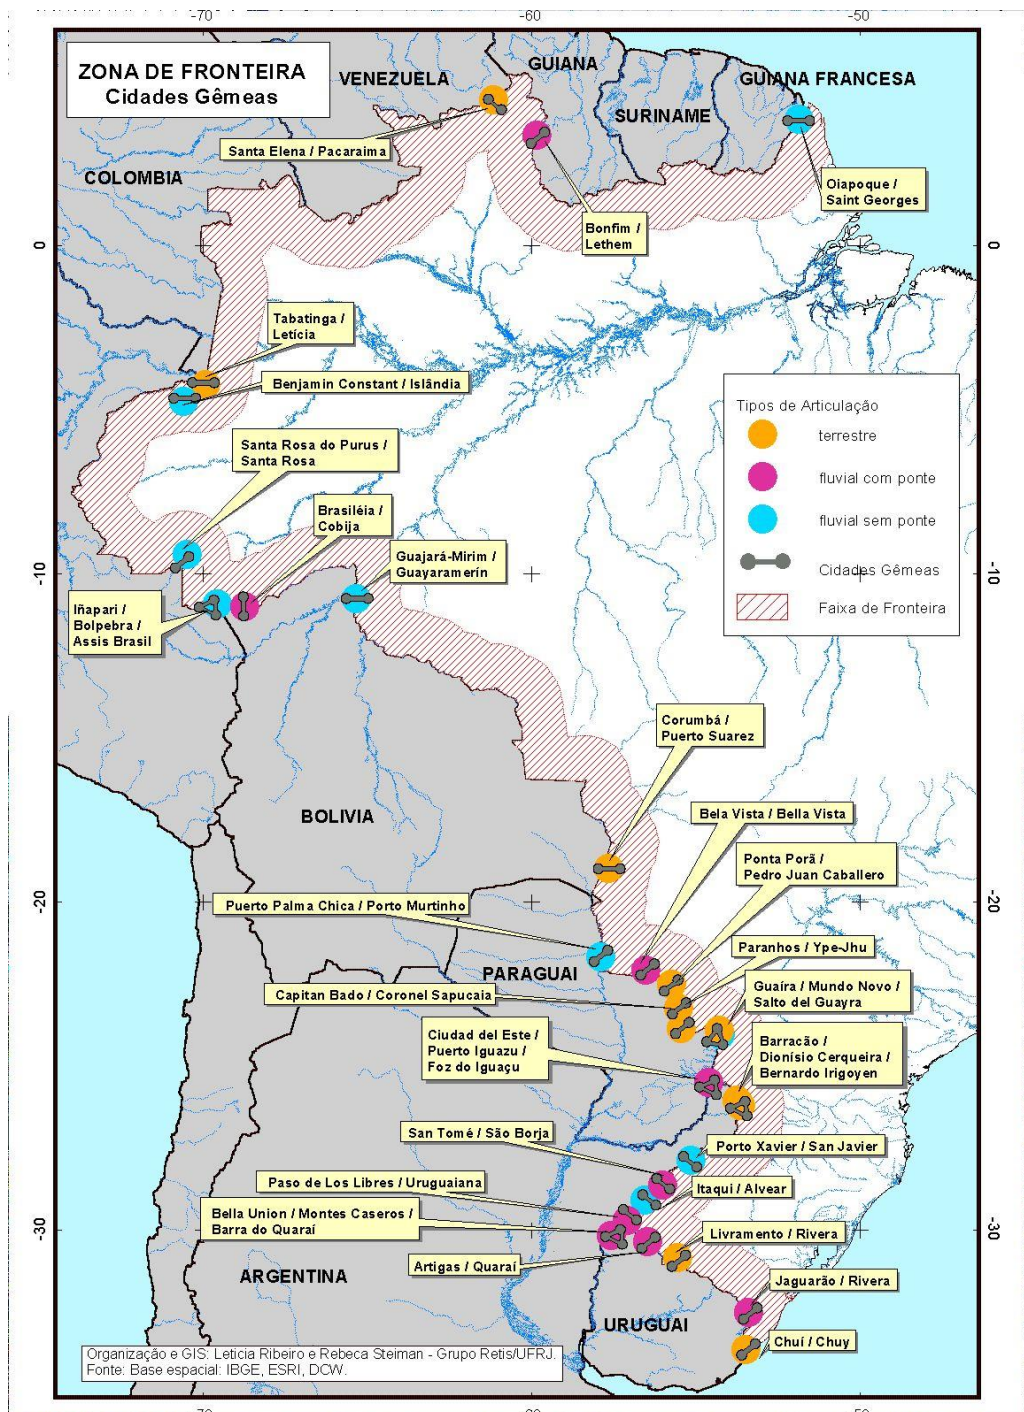 -70
-60
-50
ZONA DE FRONTEIRA
Cidades Gêmeas
VENEZUELA
GUIANA
GUIANA FRANCESA
SURINAME
Santa Elena / Pacaraima
COLOMBIA
Oiapoque /
Saint Georges
Bonfim /
Lethem
0
0
Tabatinga /
Letícia
Benjamin Constant / Islândia
Tipos de Articulação
terrestre
fluvial com ponte
fluvial sem ponte
Cidades Gêmeas
Faixa de Fronteira
Santa Rosa do Purus /
Santa Rosa
Brasiléia /
Cobija
Guajará-Mirim /
Guayaramerín
-10
-10
Iñapari /
Bolpebra /
Assis Brasil
Corumbá /
Puerto Suarez
BOLIVIA
Bela Vista / Bella Vista
Ponta Porã /
Pedro Juan Caballero
Puerto Palma Chica / Porto Murtinho
-20
-20
Paranhos / Ype-Jhu
PARAGUAI
Capitan Bado / Coronel Sapucaia
Guaíra / Mundo Novo /
Salto del Guayra
Ciudad del Este /
Puerto Iguazu /
Foz do Iguaçu
Barracão /
Dionísio Cerqueira /
Bernardo Irigoyen
San Tomé / São Borja
Porto Xavier / San Javier
Paso de Los Libres / Uruguaiana
Itaqui / Alvear
Bella Union / Montes Caseros /
Barra do Quaraí
-30
-30
Livramento / Rivera
Artigas / Quaraí
ARGENTINA
Jaguarão / Rivera
URUGUAI
Chuí / Chuy
Organização e GIS: Leticia Ribeiro e Rebeca Steiman - Grupo Retis/UFRJ.
Fonte: Base espacial: IBGE, ESRI, DCW.